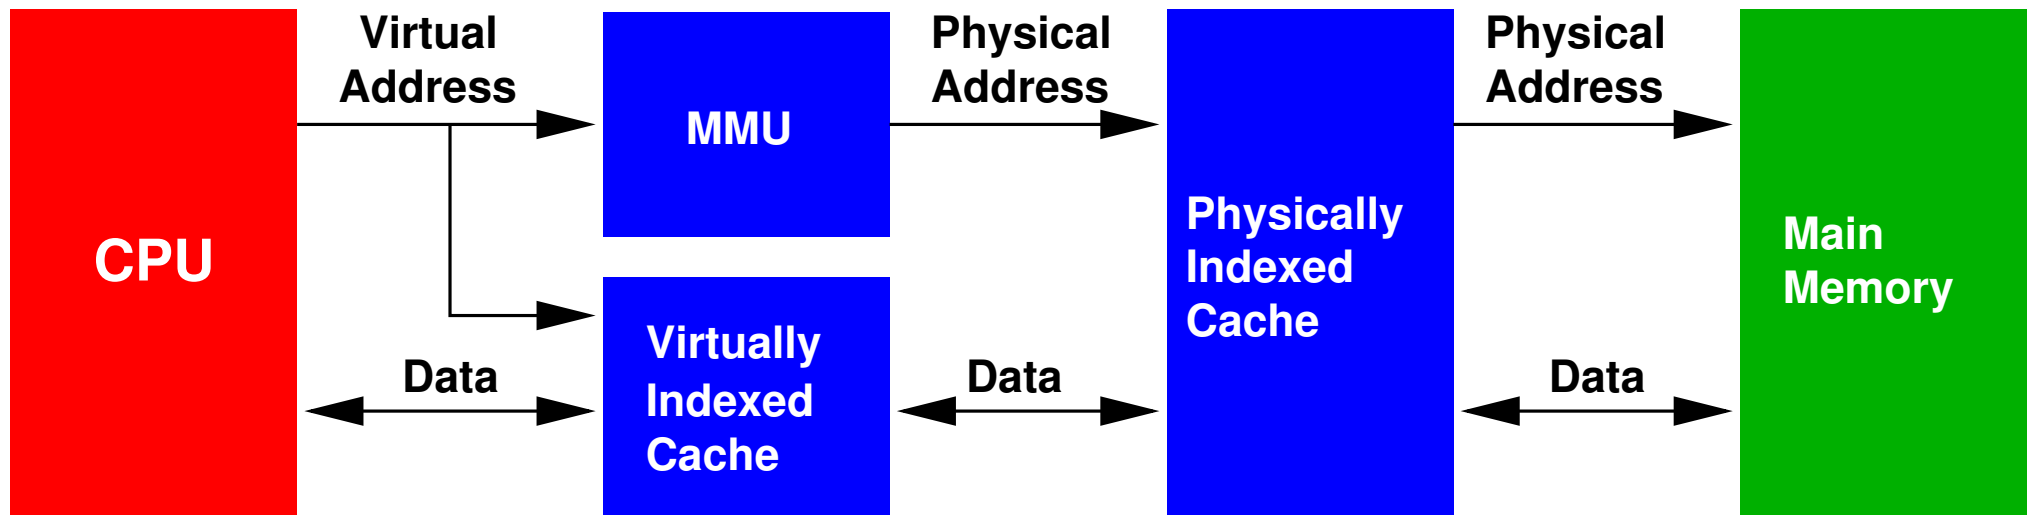 CPU
Virtual
Address
Data
MMU
Virtually
Indexed
Cache
Physical
Address
Data
Physically
Indexed
Cache
Physical
Address
Data
Main
Memory